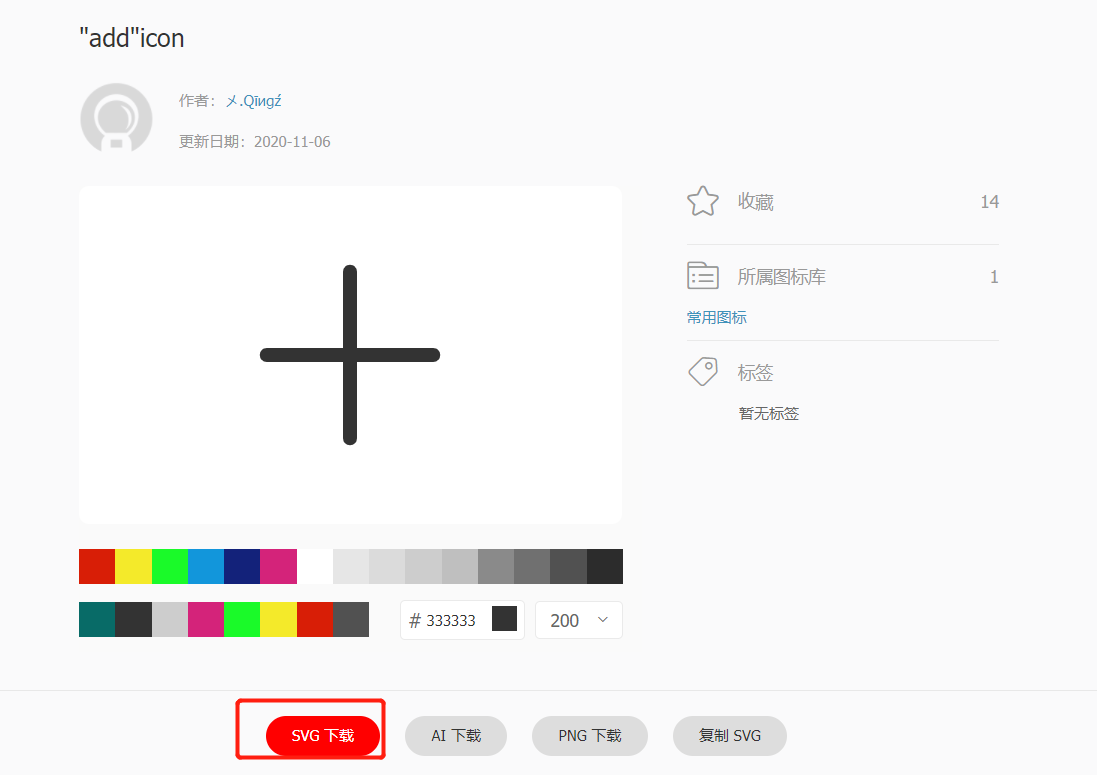 "add"icon
作者：乄.Qīиgź
更新日期：2020-11-06
收藏 14
所属图标库 1
常用图标
标签
暂无标签
# 333333 200
SVG 下载 AI 下载 PNG 下载 复制 SVG